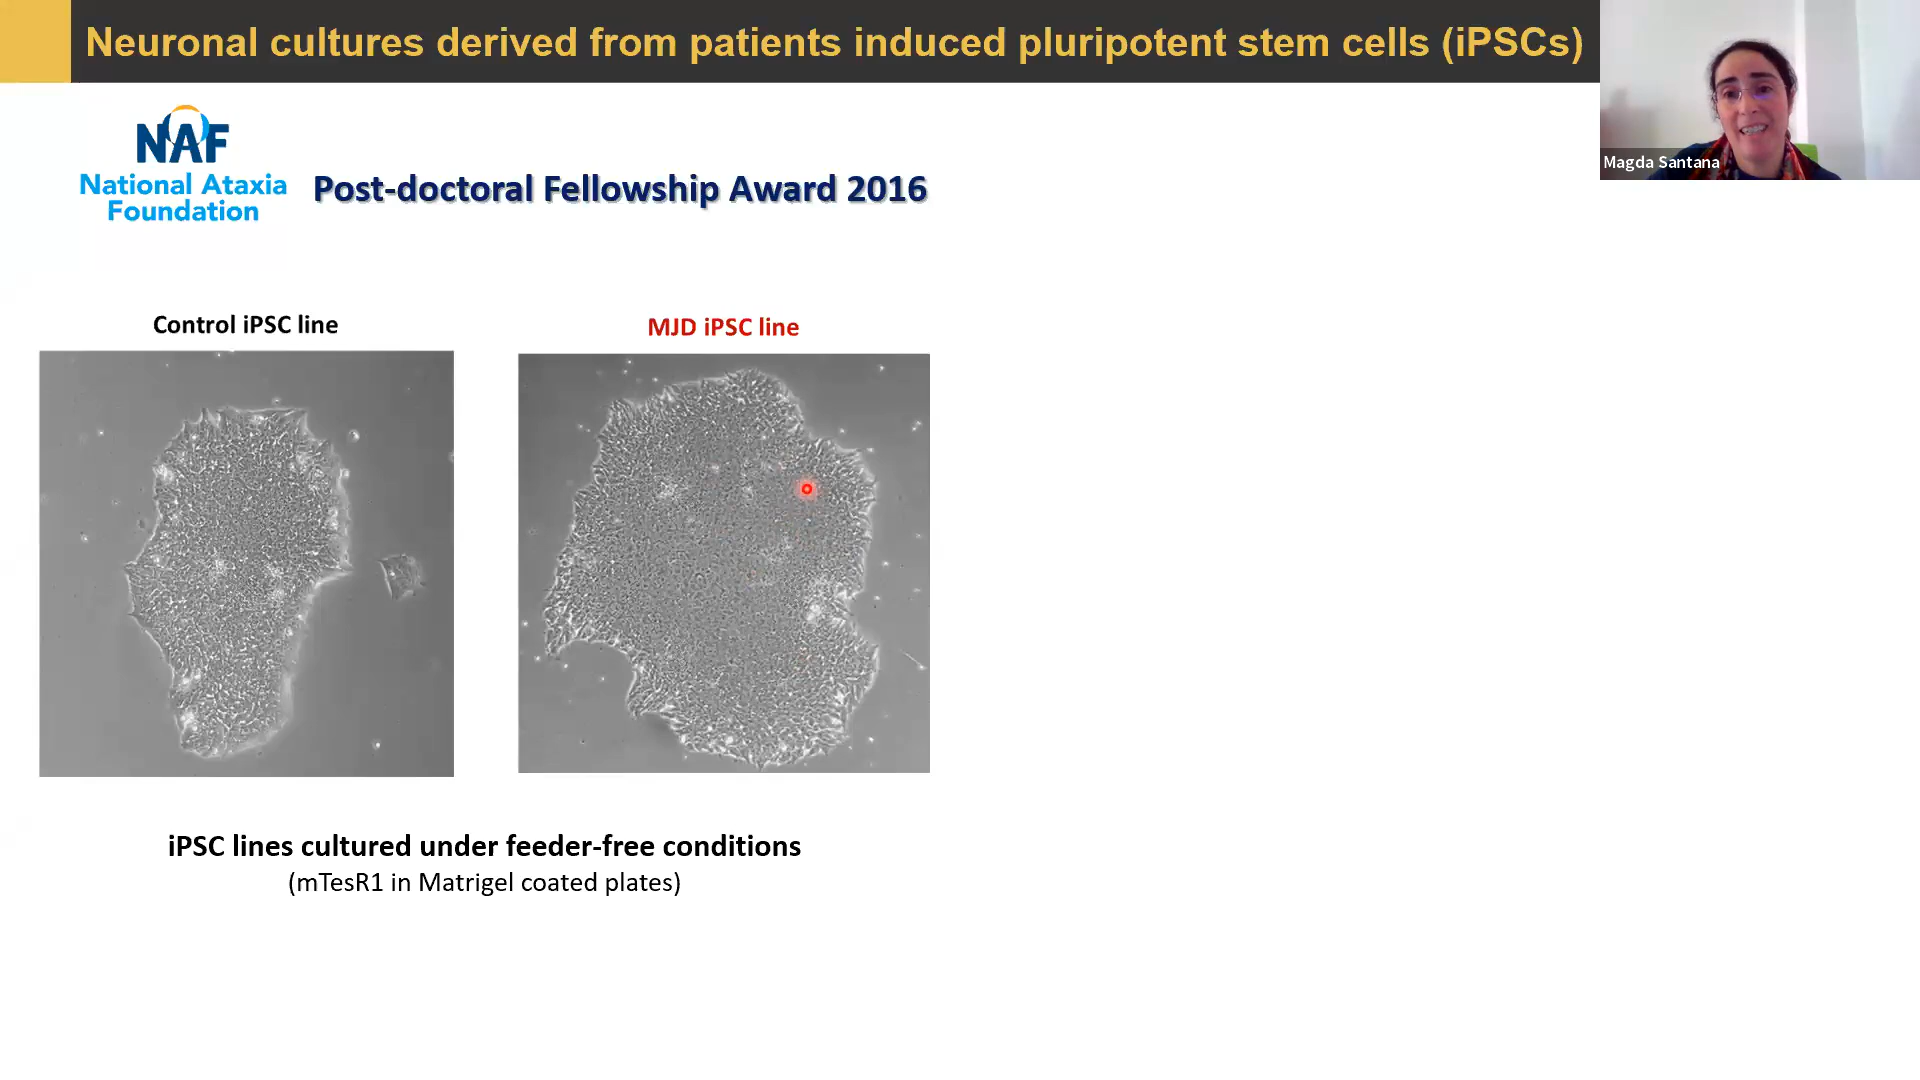 Neuronal cultures derived from patients induced pluripotent stem cells (iPSCs)
Magda Santana
NAF
National Ataxia
Foundation
Post-doctoral Fellowship Award 2016
Control iPSC line
MJD iPSC line
iPSC lines cultured under feeder-free conditions
(mTesR1 in Matrigel coated plates)